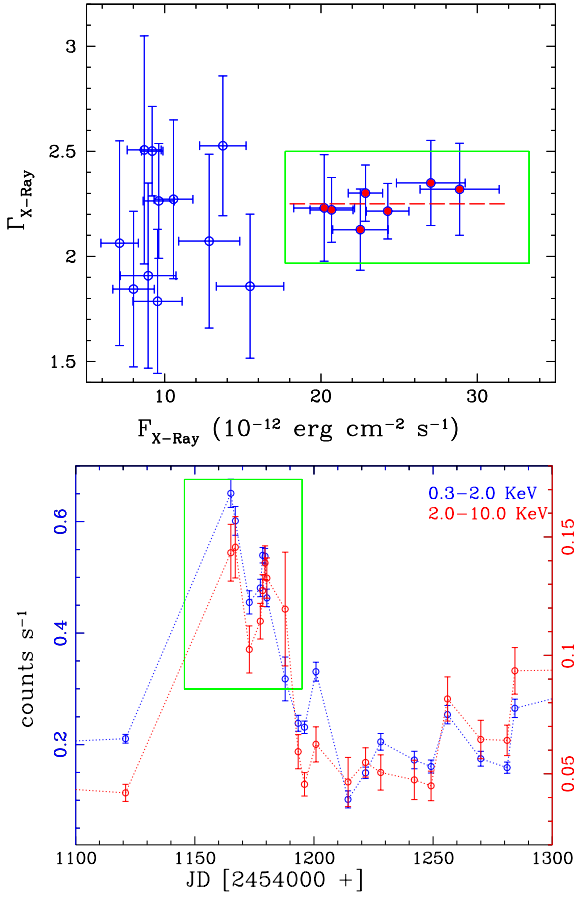 3
2.5
2
1.5
Γ_X-Ray
10 20 30
F_X-Ray (10⁻¹² erg cm⁻² s⁻¹)
0.3−2.0 KeV
2.0−10.0 KeV
0.6
0.4
0.2
counts s⁻¹
0.15
0.1
0.05
1100 1150 1200 1250 1300
JD [2454000 +]